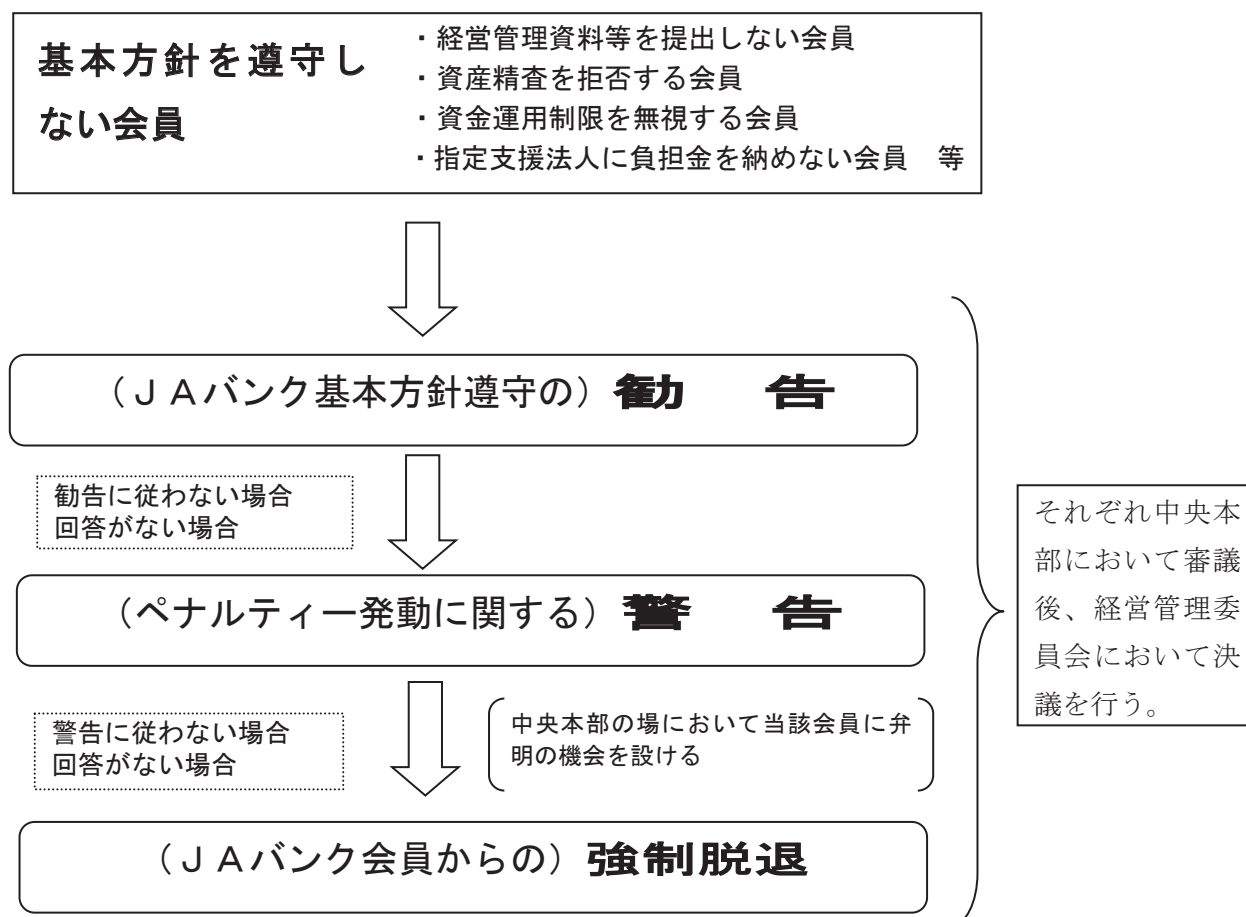 基本方針を遵守し
ない会員
・経営管理資料等を提出しない会員
・資産精査を拒否する会員
・資金運用制限を無視する会員
・指定支援法人に負担金を納めない会員　等
（ＪＡバンク基本方針遵守の）勧　告
勧告に従わない場合
回答がない場合
（ペナルティー発動に関する）警　告
警告に従わない場合
回答がない場合
中央本部の場において当該会員に弁
明の機会を設ける
（ＪＡバンク会員からの）強制脱退
それぞれ中央本
部において審議
後、経営管理委
員会において決
議を行う。